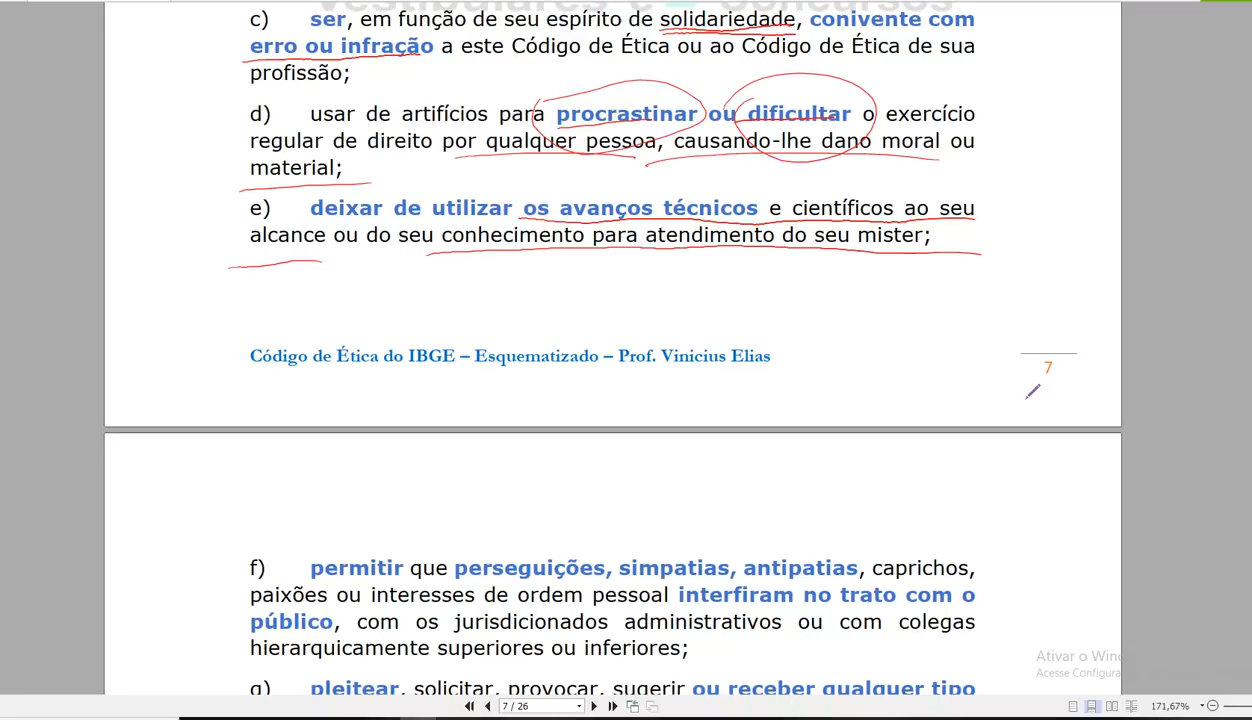 Vestibulares e Concursos
c) ser, em função de seu espírito de solidariedade, conivente com
erro ou infração a este Código de Ética ou ao Código de Ética de sua
profissão;
d) usar de artifícios para procrastinar ou dificultar o exercício
regular de direito por qualquer pessoa, causando-lhe dano moral ou
material;
e) deixar de utilizar os avanços técnicos e científicos ao seu
alcance ou do seu conhecimento para atendimento do seu mister;
Código de Ética do IBGE – Esquematizado – Prof. Vinicius Elias
7
f) permitir que perseguições, simpatias, antipatias, caprichos,
paixões ou interesses de ordem pessoal interfiram no trato com o
público, com os jurisdicionados administrativos ou com colegas
hierarquicamente superiores ou inferiores;
g) pleitear, solicitar, provocar, sugerir ou receber qualquer tipo
Ativar o Wind
Acesse Configura
7 / 26
171,67%